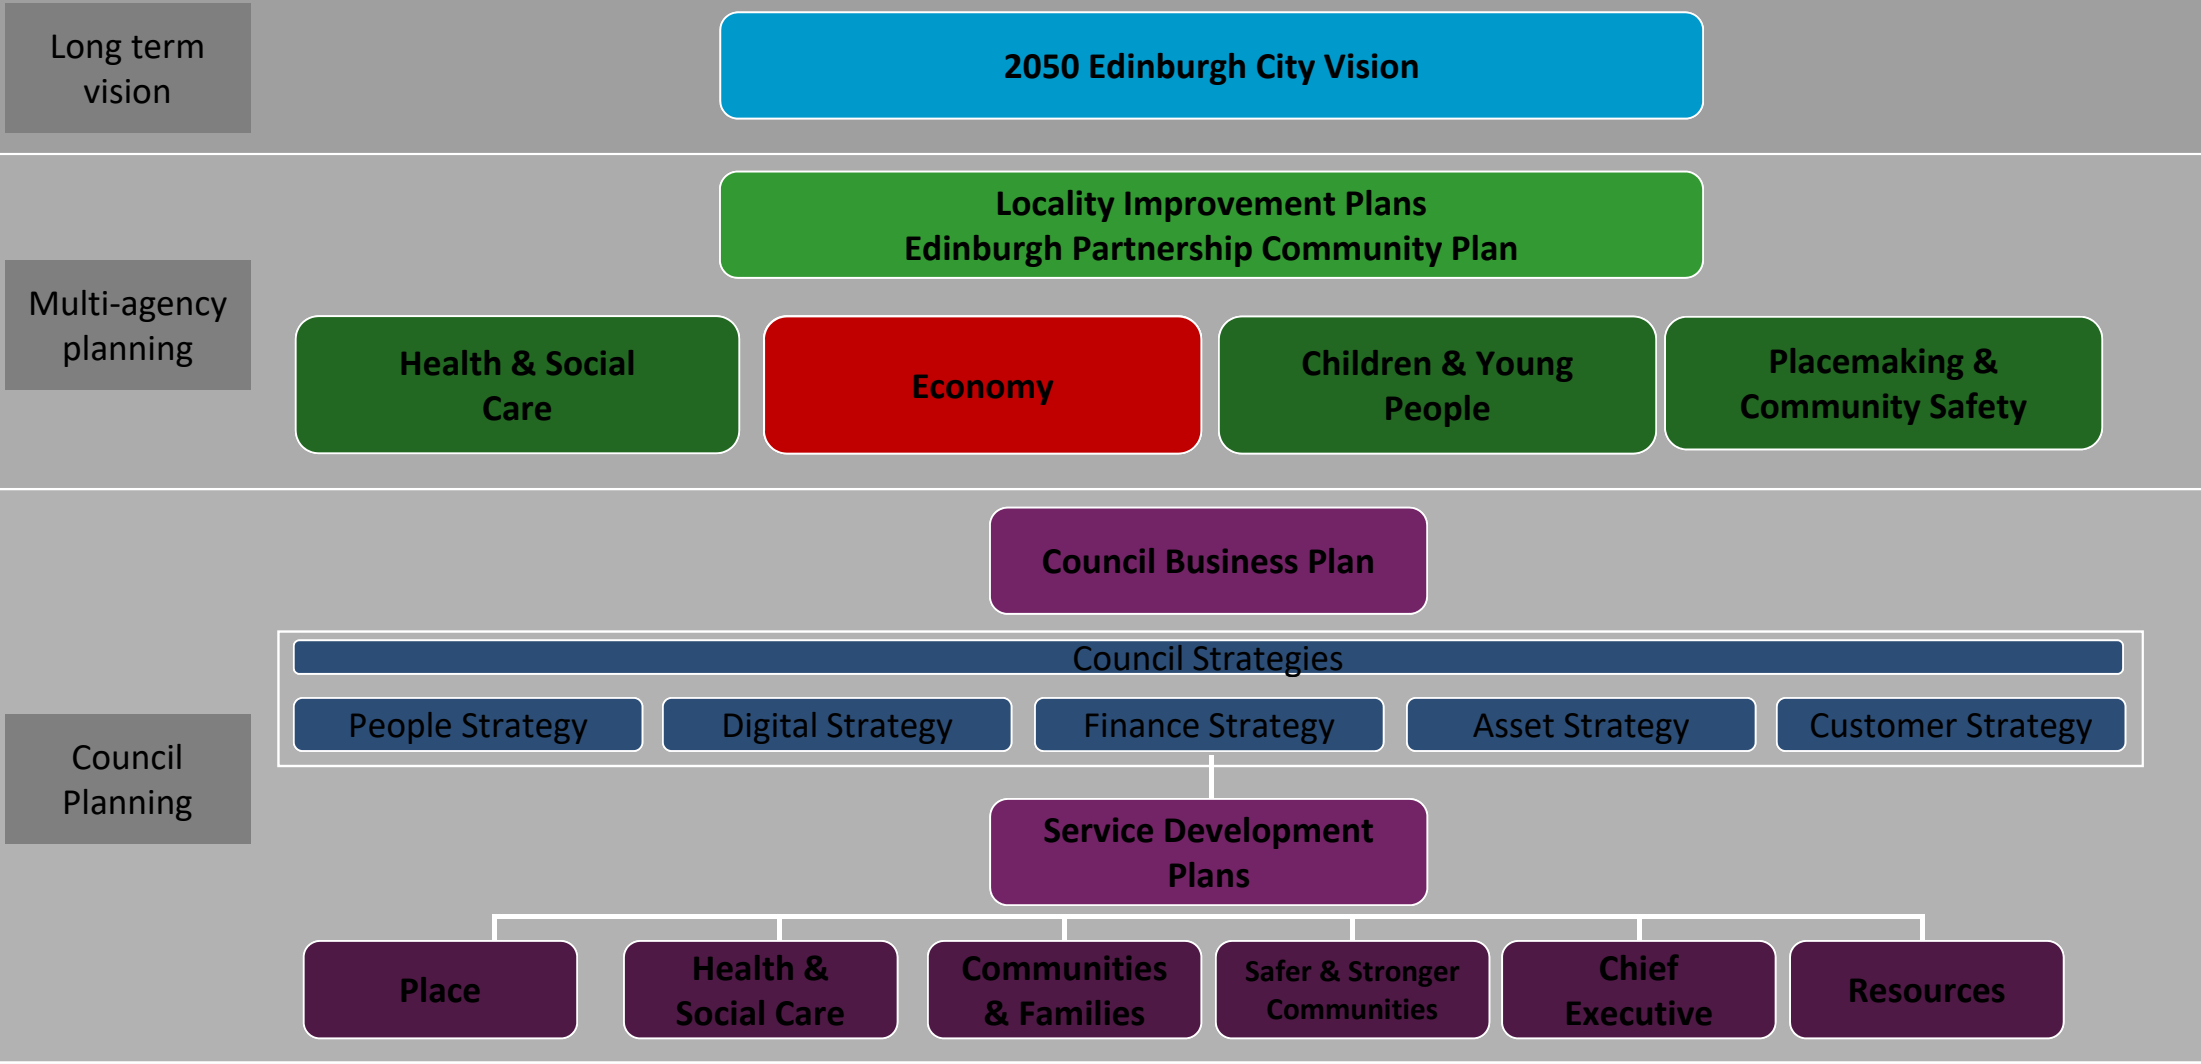 Long term
vision
2050 Edinburgh City Vision
Multi-agency
planning
Locality Improvement Plans
Edinburgh Partnership Community Plan
Health & Social
Care
Economy
Children & Young
People
Placemaking &
Community Safety
Council
Planning
Council Business Plan
Council Strategies
People Strategy
Digital Strategy
Finance Strategy
Asset Strategy
Customer Strategy
Service Development
Plans
Place
Health &
Social Care
Communities
& Families
Safer & Stronger
Communities
Chief
Executive
Resources